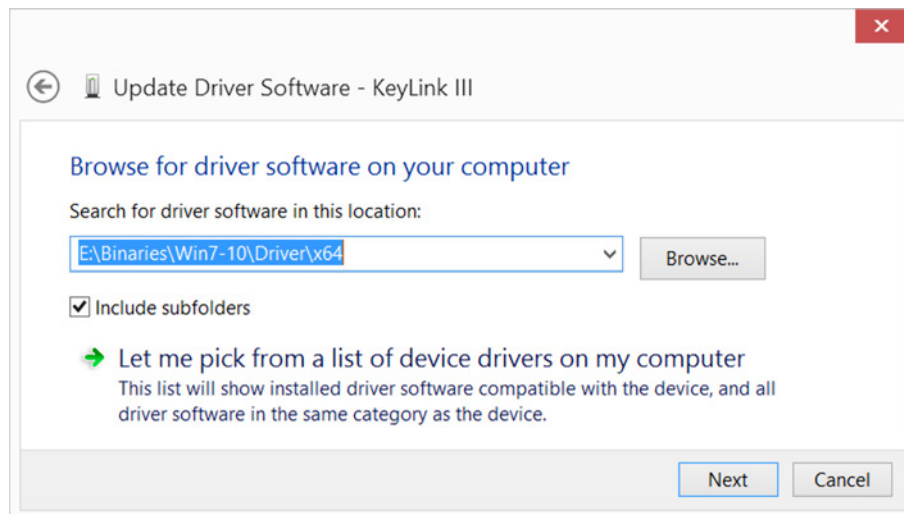 Update Driver Software - KeyLink III
Browse for driver software on your computer
Search for driver software in this location:
E:\Binaries\Win7-10\Driver\x64
Browse...
Include subfolders
Let me pick from a list of device drivers on my computer
This list will show installed driver software compatible with the device, and all
driver software in the same category as the device.
Next
Cancel